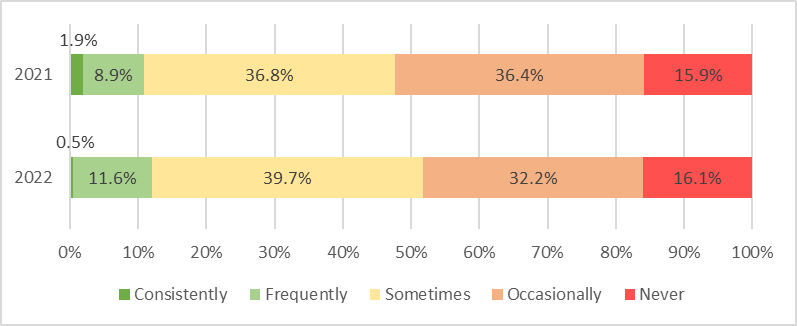 1.9%
2021 8.9% 36.8% 36.4% 15.9%
0.5%
2022 11.6% 39.7% 32.2% 16.1%
0% 10% 20% 30% 40% 50% 60% 70% 80% 90% 100%
Consistently Frequently Sometimes Occasionally Never